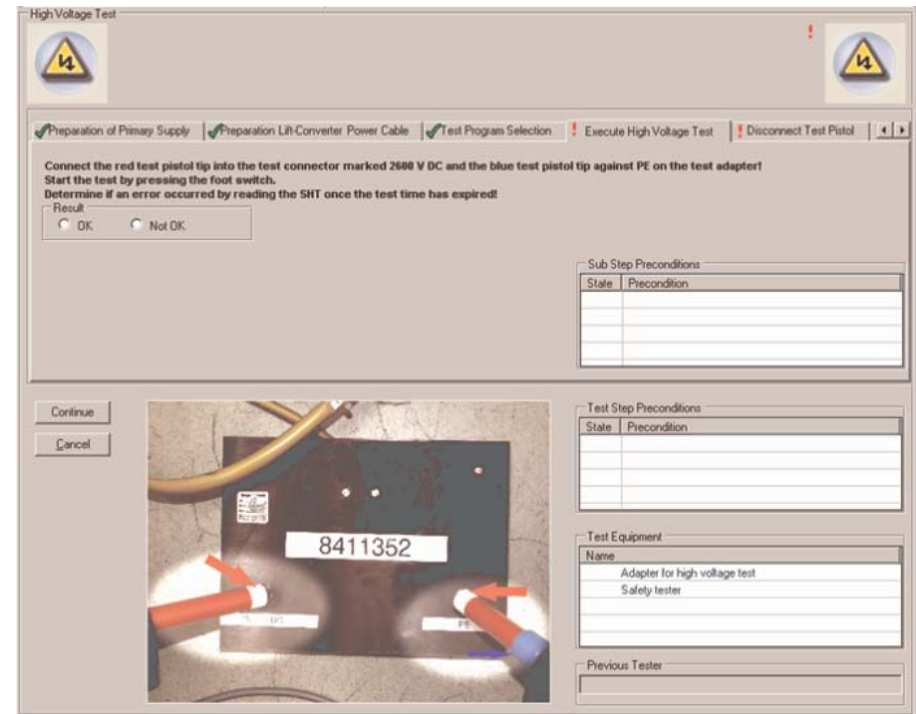 High Voltage Test
!
Preparation of Primary Supply
Preparation Lift-Converter Power Cable
Test Program Selection
! Execute High Voltage Test
! Disconnect Test Pistol
Connect the red test pistol tip into the test connector marked 2600 V DC and the blue test pistol tip against PE on the test adapter!
Start the test by pressing the foot switch.
Determine if an error occurred by reading the SHT once the test time has expired!
Result
OK
Not OK
Sub Step Preconditions
State Precondition
Continue
Cancel
Test Step Preconditions
State Precondition
8411352
PE
Test Equipment
Name
Adapter for high voltage test
Safety tester
Previous Tester